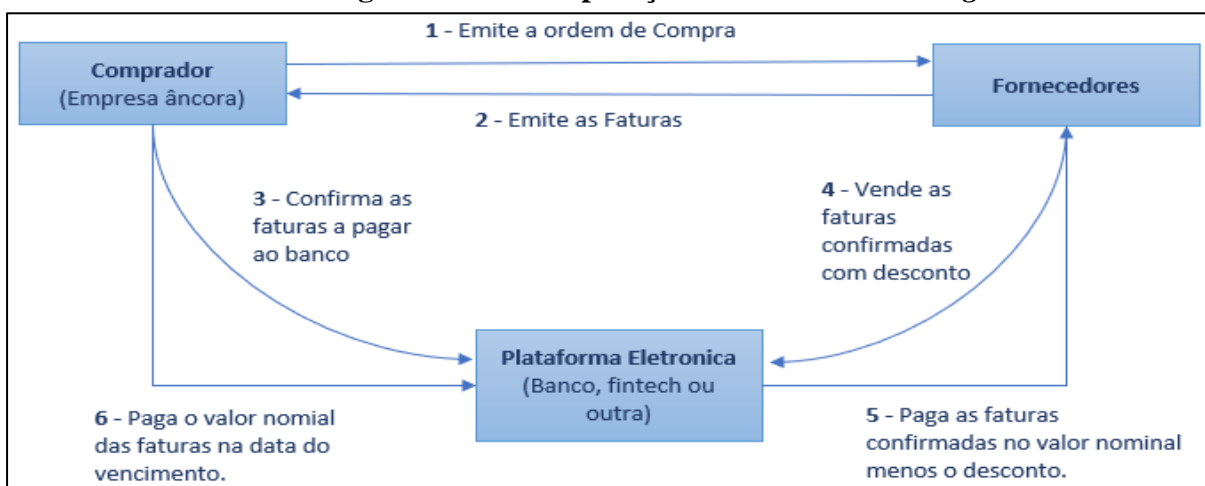 1 - Emite a ordem de Compra
Comprador
(Empresa âncora)
Fornecedores
2 - Emite as Faturas
3 - Confirma as
faturas a pagar
ao banco
4 - Vende as
faturas
confirmadas
com desconto
Plataforma Eletronica
(Banco, fintech ou
outra)
6 - Paga o valor nomial
das faturas na data do
vencimento.
5 - Paga as faturas
confirmadas no valor nominal
menos o desconto.